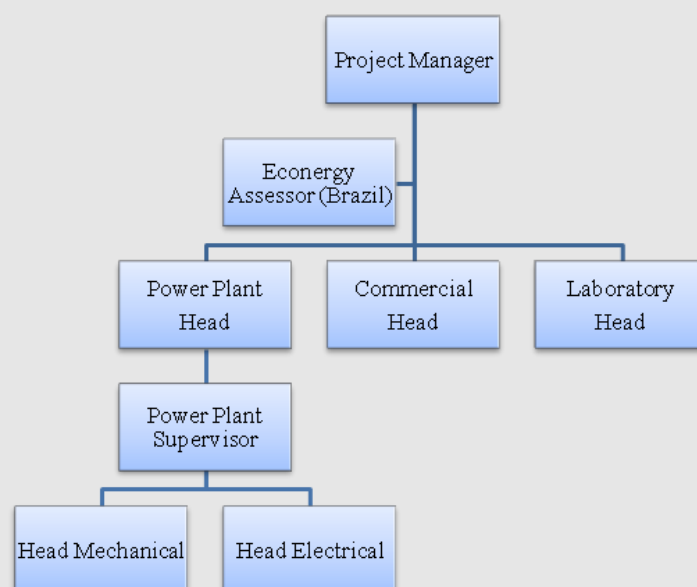 Project Manager
Econergy
Assessor (Brazil)
Power Plant
Head
Commercial
Head
Laboratory
Head
Power Plant
Supervisor
Head Mechanical
Head Electrical